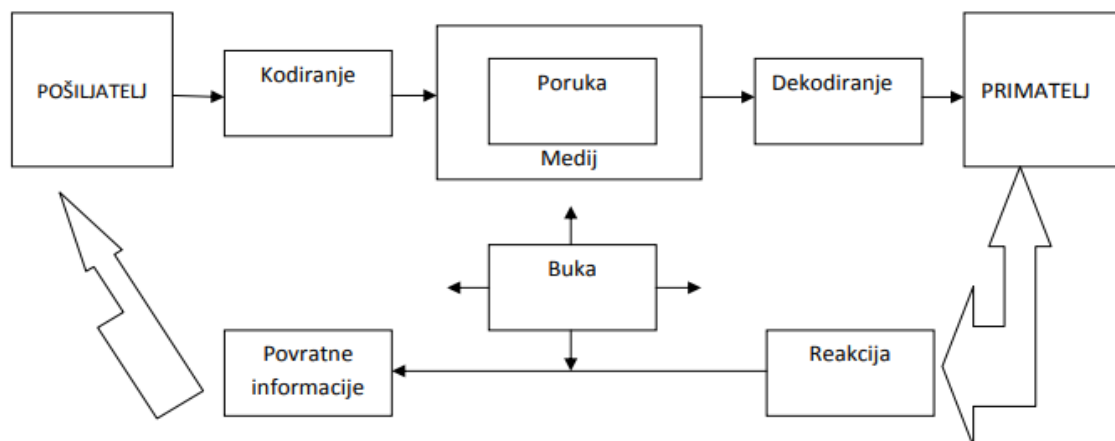 POŠILJATELJ
Kodiranje
Poruka
Medij
Dekodiranje
PRIMATELJ
Buka
Povratne
informacije
Reakcija